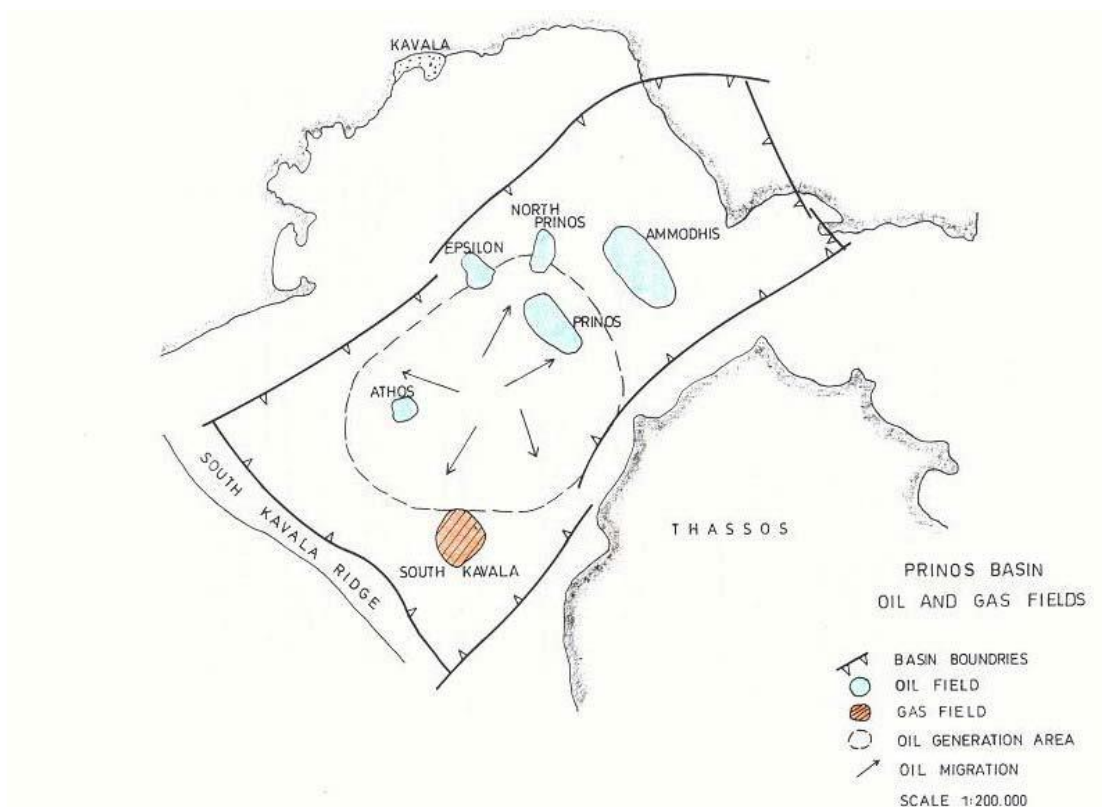 KAVALA
NORTH
PRINOS
AMMODHIS
EPSILON
PRINOS
ATHOS
SOUTH KAVALA RIDGE
SOUTH KAVALA
THASSOS
PRINOS BASIN
OIL AND GAS FIELDS
BASIN BOUNDRIES
OIL FIELD
GAS FIELD
OIL GENERATION AREA
OIL MIGRATION
SCALE 1:200.000